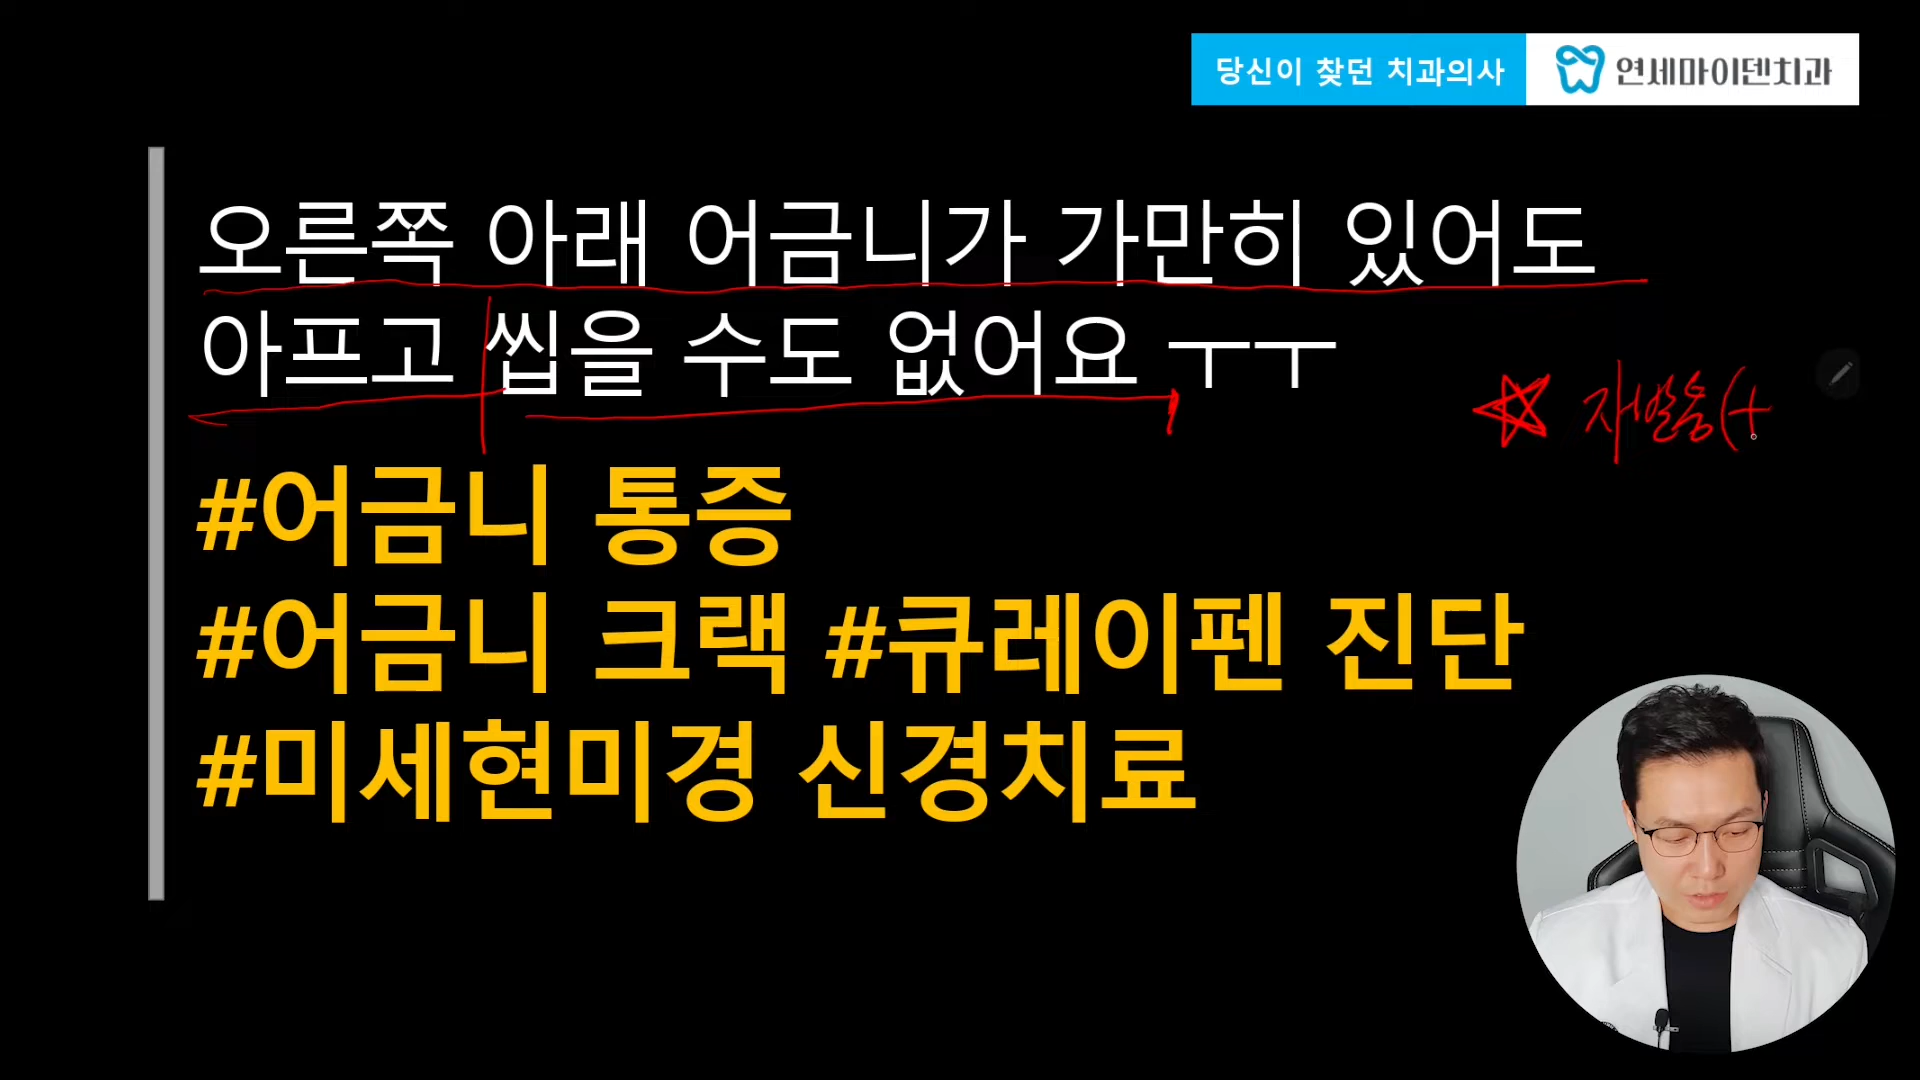 당신이 찾던 치과의사 연세마이덴치과
오른쪽 아래 어금니가 가만히 있어도
아프고 씹을 수도 없어요 ㅜㅜ
#어금니 통증
#어금니 크랙 #큐레이펜 진단
#미세현미경 신경치료